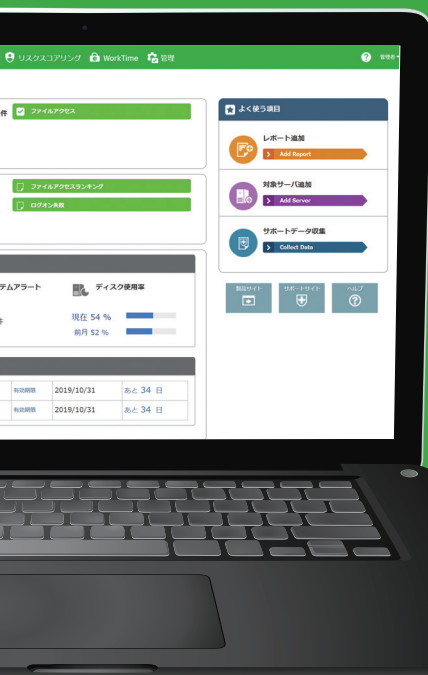 リスクスコアリング WorkTime 管理 管理者
件 ファイルアクセス
よく使う項目
レポート追加
Add Report
対象サーバ追加
Add Server
サポートデータ収集
Collect Data
ファイルアクセスランキング
ログオン失敗
製品サイト サポートサイト ヘルプ
テムアラート ディスク使用率
件
現在 54 %
前月 52 %
有効期限 2019/10/31 あと 34 日
有効期限 2019/10/31 あと 34 日